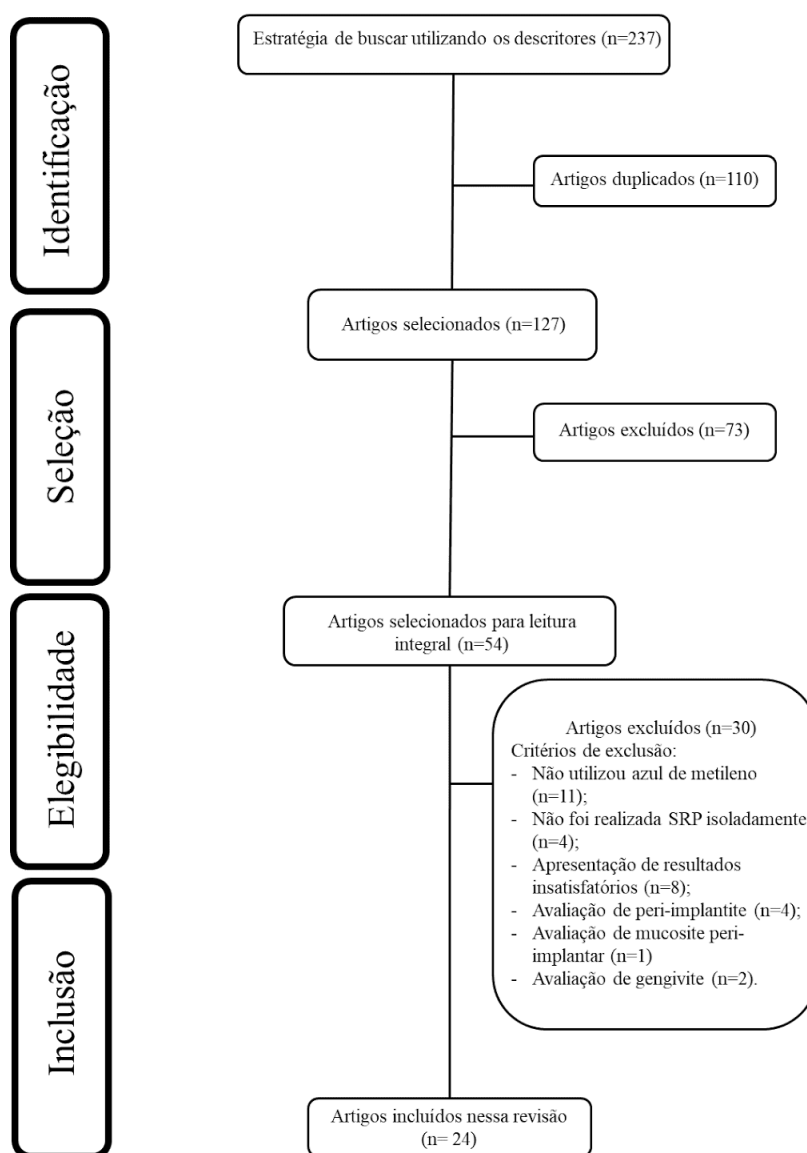 Identificação
Estratégia de buscar utilizando os descritores (n=237)
Artigos duplicados (n=110)
Artigos selecionados (n=127)
Seleção
Artigos excluídos (n=73)
Artigos selecionados para leitura
integral (n=54)
Elegibilidade
Artigos excluídos (n=30)
Critérios de exclusão:
- Não utilizou azul de metileno
(n=11);
- Não foi realizada SRP isoladamente
(n=4);
- Apresentação de resultados
insatisfatórios (n=8);
- Avaliação de peri-implantite (n=4);
- Avaliação de mucosite peri-
implantar (n=1)
- Avaliação de gengivite (n=2).
Inclusão
Artigos incluídos nessa revisão
(n= 24)